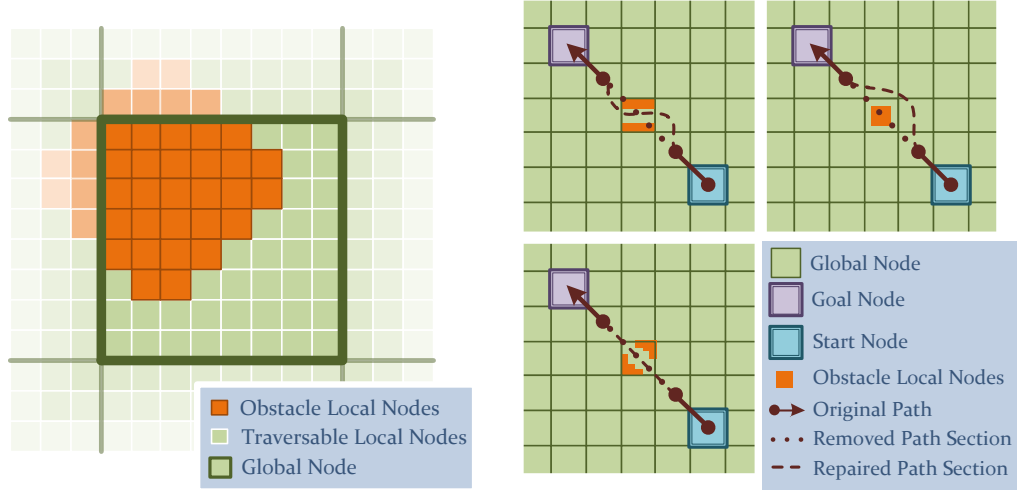 Obstacle Local Nodes
Traversable Local Nodes
Global Node
Global Node
Goal Node
Start Node
Obstacle Local Nodes
Original Path
Removed Path Section
Repaired Path Section